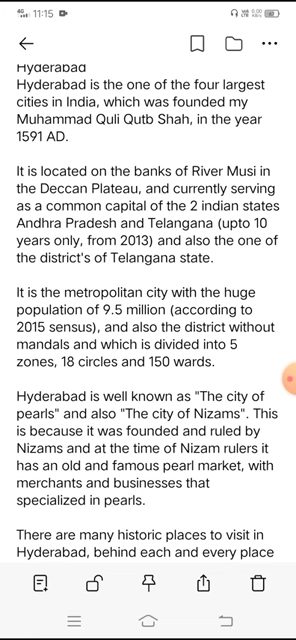 4G 11:15
VoI) LTE 0.00 KB/s
Hyderabad
Hyderabad is the one of the four largest
cities in India, which was founded my
Muhammad Quli Qutb Shah, in the year
1591 AD.
It is located on the banks of River Musi in
the Deccan Plateau, and currently serving
as a common capital of the 2 indian states
Andhra Pradesh and Telangana (upto 10
years only, from 2013) and also the one of
the district's of Telangana state.
It is the metropolitan city with the huge
population of 9.5 million (according to
2015 sensus), and also the district without
mandals and which is divided into 5
zones, 18 circles and 150 wards.
Hyderabad is well known as "The city of
pearls" and also "The city of Nizams". This
is because it was founded and ruled by
Nizams and at the time of Nizam rulers it
has an old and famous pearl market, with
merchants and businesses that
specialized in pearls.
There are many historic places to visit in
Hyderabad, behind each and every place